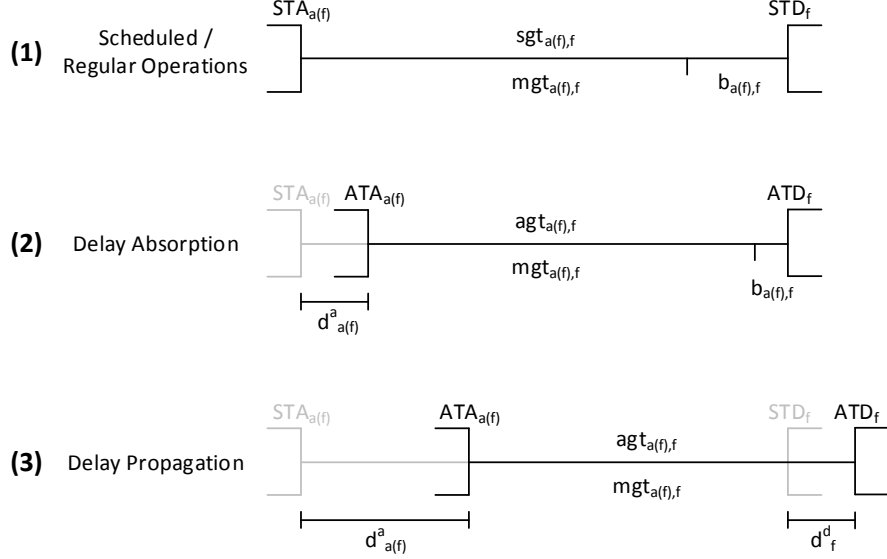 STAa(f) STDf
(1) Scheduled / Regular Operations
sgta(f),f
mgta(f),f ba(f),f
STAa(f) ATAa(f) ATDf
(2) Delay Absorption
agta(f),f
mgta(f),f ba(f),f
daa(f)
STAa(f) ATAa(f) STDf ATDf
(3) Delay Propagation
agta(f),f
mgta(f),f
daa(f) ddf